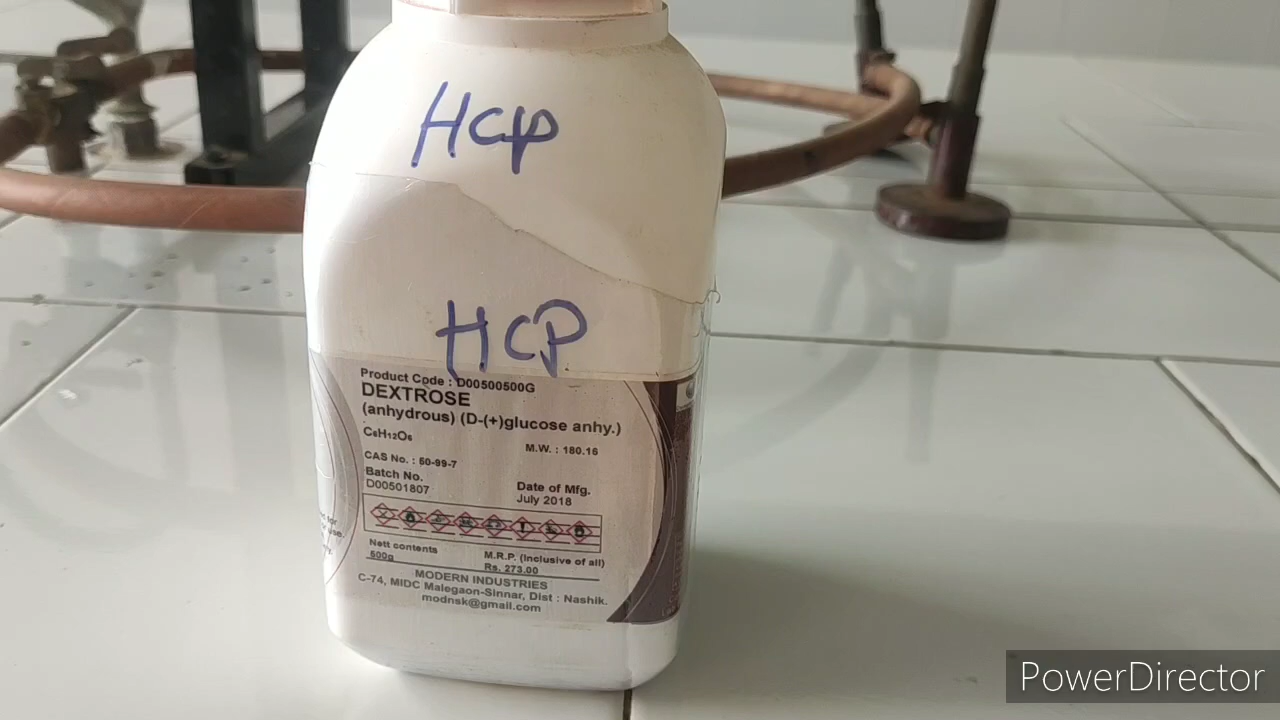 HCP
HCP
Product Code : D00500500G
DEXTROSE
(anhydrous) (D-(+)glucose anhy.)
C₆H₁₂O₆
M.W. : 180.16
CAS No. : 50-99-7
Batch No.
D00501807
Date of Mfg.
July 2018
Nett contents
500g
M.R.P. (Inclusive of all)
Rs. 273.00
MODERN INDUSTRIES
C-74, MIDC Malegaon-Sinnar, Dist : Nashik.
modnsk@gmail.com
PowerDirector